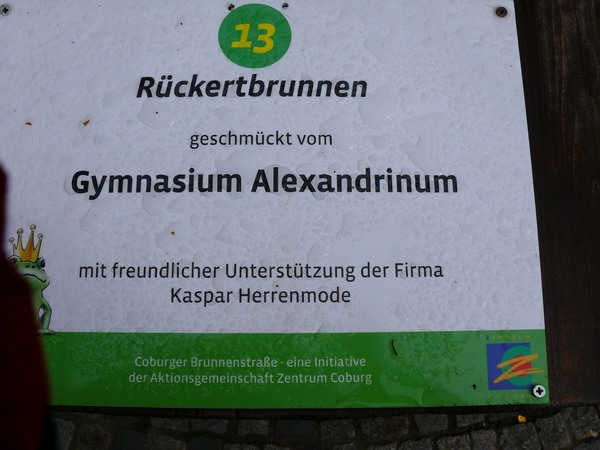 13
Rückertbrunnen
geschmückt vom
Gymnasium Alexandrinum
mit freundlicher Unterstützung der Firma
Kaspar Herrenmode
Coburger Brunnenstraße - eine Initiative
der Aktionsgemeinschaft Zentrum Coburg